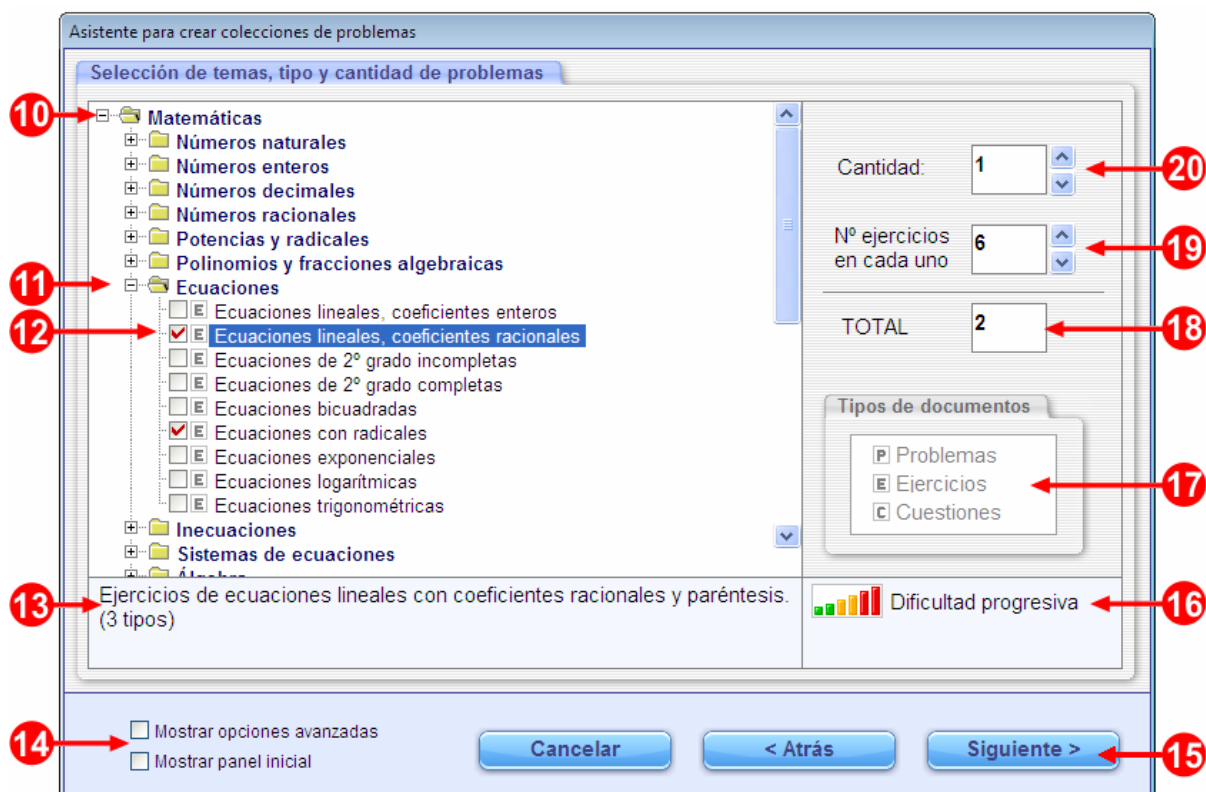 Asistente para crear colecciones de problemas
Selección de temas, tipo y cantidad de problemas
10
Matemáticas
Números naturales
Números enteros
Números decimales
Números racionales
Potencias y radicales
Polinomios y fracciones algebraicas
11
Ecuaciones
E Ecuaciones lineales, coeficientes enteros
12
E Ecuaciones lineales, coeficientes racionales
E Ecuaciones de 2º grado incompletas
E Ecuaciones de 2º grado completas
E Ecuaciones bicuadradas
E Ecuaciones con radicales
E Ecuaciones exponenciales
E Ecuaciones logarítmicas
E Ecuaciones trigonométricas
Inecuaciones
Sistemas de ecuaciones
Álgebra
Cantidad: 1
20
Nº ejercicios
en cada uno
6
19
TOTAL 2
18
Tipos de documentos
P Problemas
E Ejercicios
C Cuestiones
17
13
Ejercicios de ecuaciones lineales con coeficientes racionales y paréntesis.
(3 tipos)
Dificultad progresiva
16
14
Mostrar opciones avanzadas
Mostrar panel inicial
Cancelar
< Atrás
Siguiente >
15